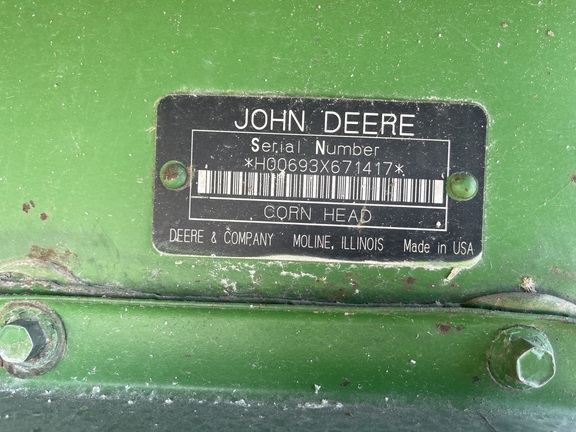 JOHN DEERE
Serial Number
*H00693X671417*
CORN HEAD
DEERE & COMPANY MOLINE, ILLINOIS Made in USA